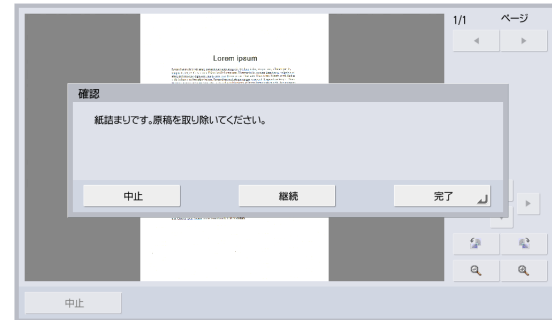 1/1 ページ
Lorem ipsum
確認
紙詰まりです。原稿を取り除いてください。
中止
継続
完了
中止